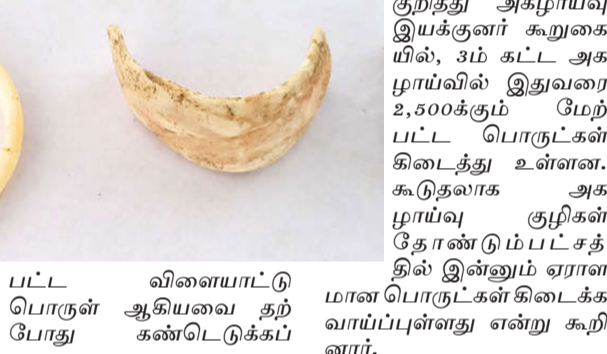 பட்ட விளையாட்டு
பொருள் ஆகியவை தற்
போது கண்டெடுக்கப்
குறித்து அகழாய்வு
இயக்குனர் கூறுகை
யில், 3ம் கட்ட அக
ழாய்வில் இதுவரை
2,500க்கும் மேற்
பட்ட பொருட்கள்
கிடைத்து உள்ளன.
கூடுதலாக அக
ழாய்வு குழிகள்
தோண்டும்பட்சத்
தில் இன்னும் ஏராள
மான பொருட்கள் கிடைக்க
வாய்ப்புள்ளது என்று கூறி
னார்.